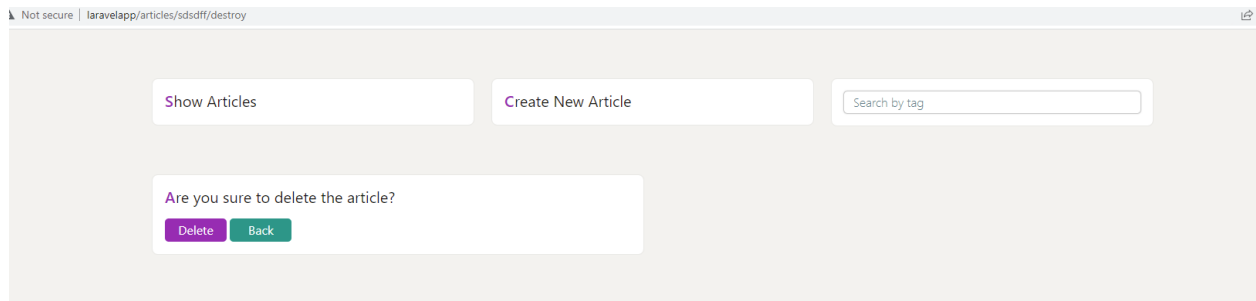 Not secure laravelapp/articles/sdsdff/destroy
Show Articles
Create New Article
Search by tag
Are you sure to delete the article?
Delete Back